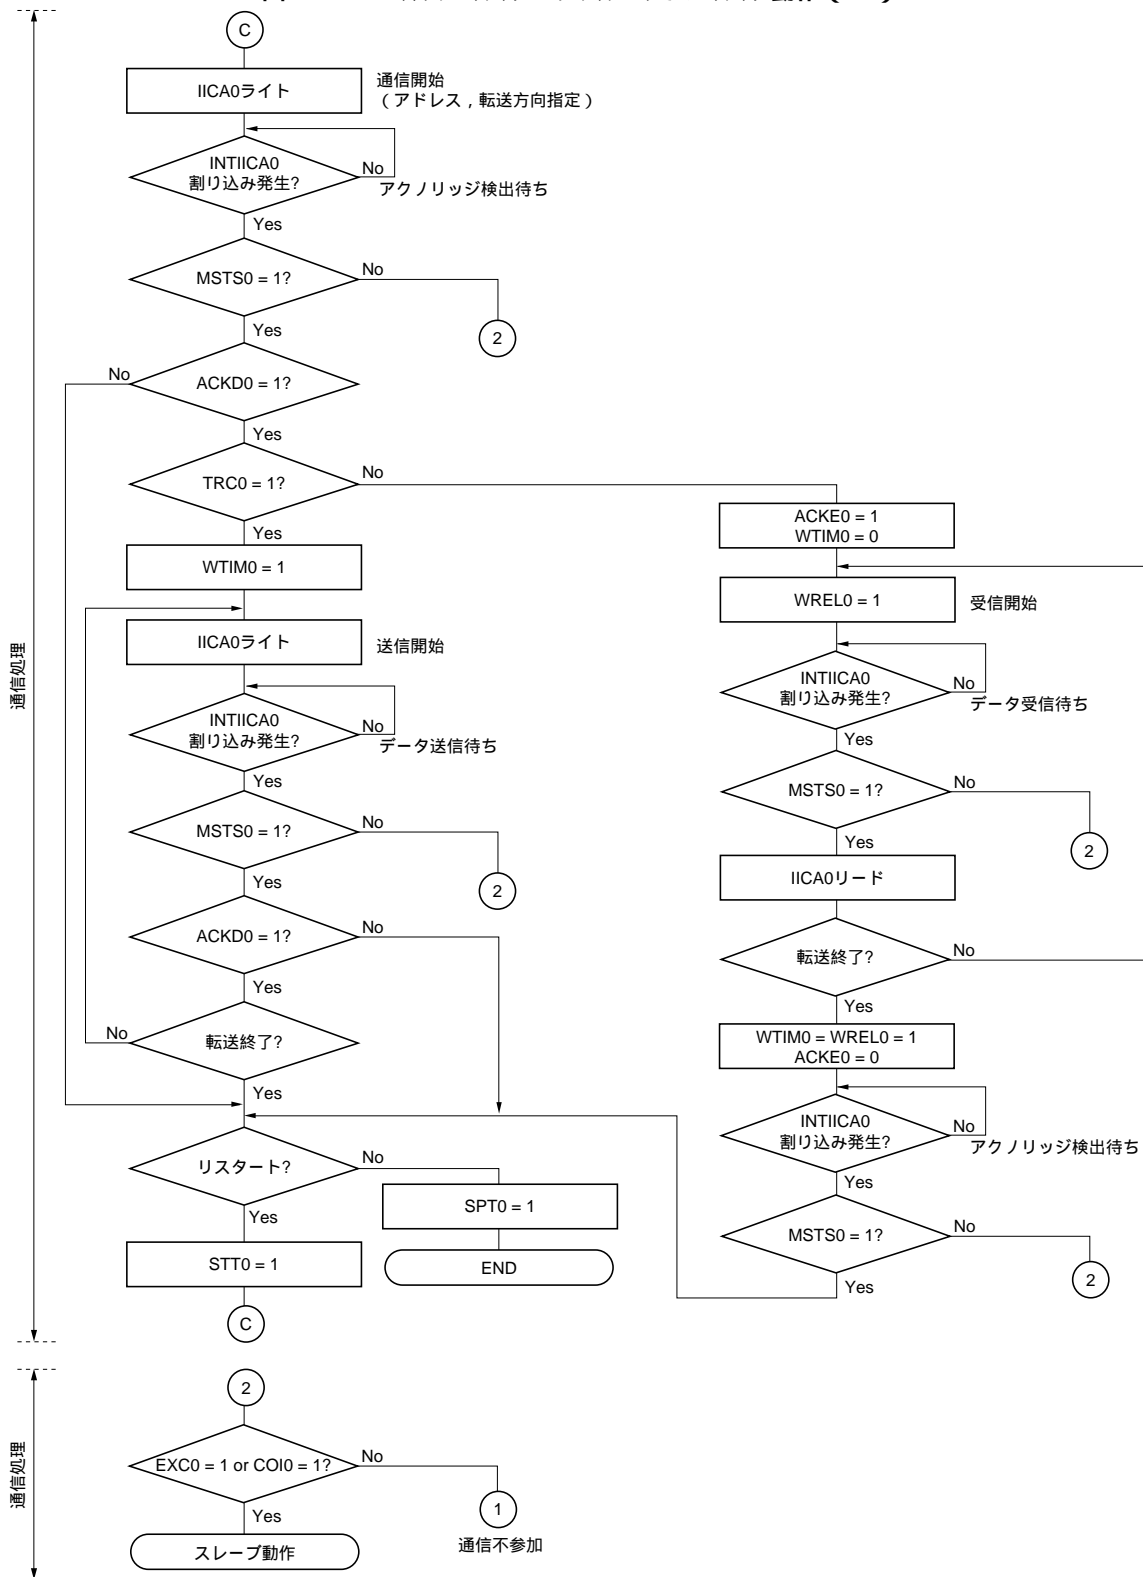 C
IICA0ライト
通信開始
（アドレス，転送方向指定）
INTIICA0
割り込み発生?
No
アクノリッジ検出待ち
Yes
MSTS0 = 1?
No
2
Yes
ACKD0 = 1?
No
Yes
TRC0 = 1?
No
Yes
WTIM0 = 1
IICA0ライト
送信開始
INTIICA0
割り込み発生?
No
データ送信待ち
Yes
MSTS0 = 1?
No
2
Yes
ACKD0 = 1?
No
Yes
転送終了?
No
Yes
リスタート?
No
Yes
SPT0 = 1
END
STT0 = 1
C
ACKE0 = 1
WTIM0 = 0
WREL0 = 1
受信開始
INTIICA0
割り込み発生?
No
データ受信待ち
Yes
MSTS0 = 1?
No
2
Yes
IICA0リード
転送終了?
No
Yes
WTIM0 = WREL0 = 1
ACKE0 = 0
INTIICA0
割り込み発生?
No
アクノリッジ検出待ち
Yes
MSTS0 = 1?
No
2
Yes
通信処理
2
EXC0 = 1 or COI0 = 1?
No
1
通信不参加
Yes
スレーブ動作
通信処理